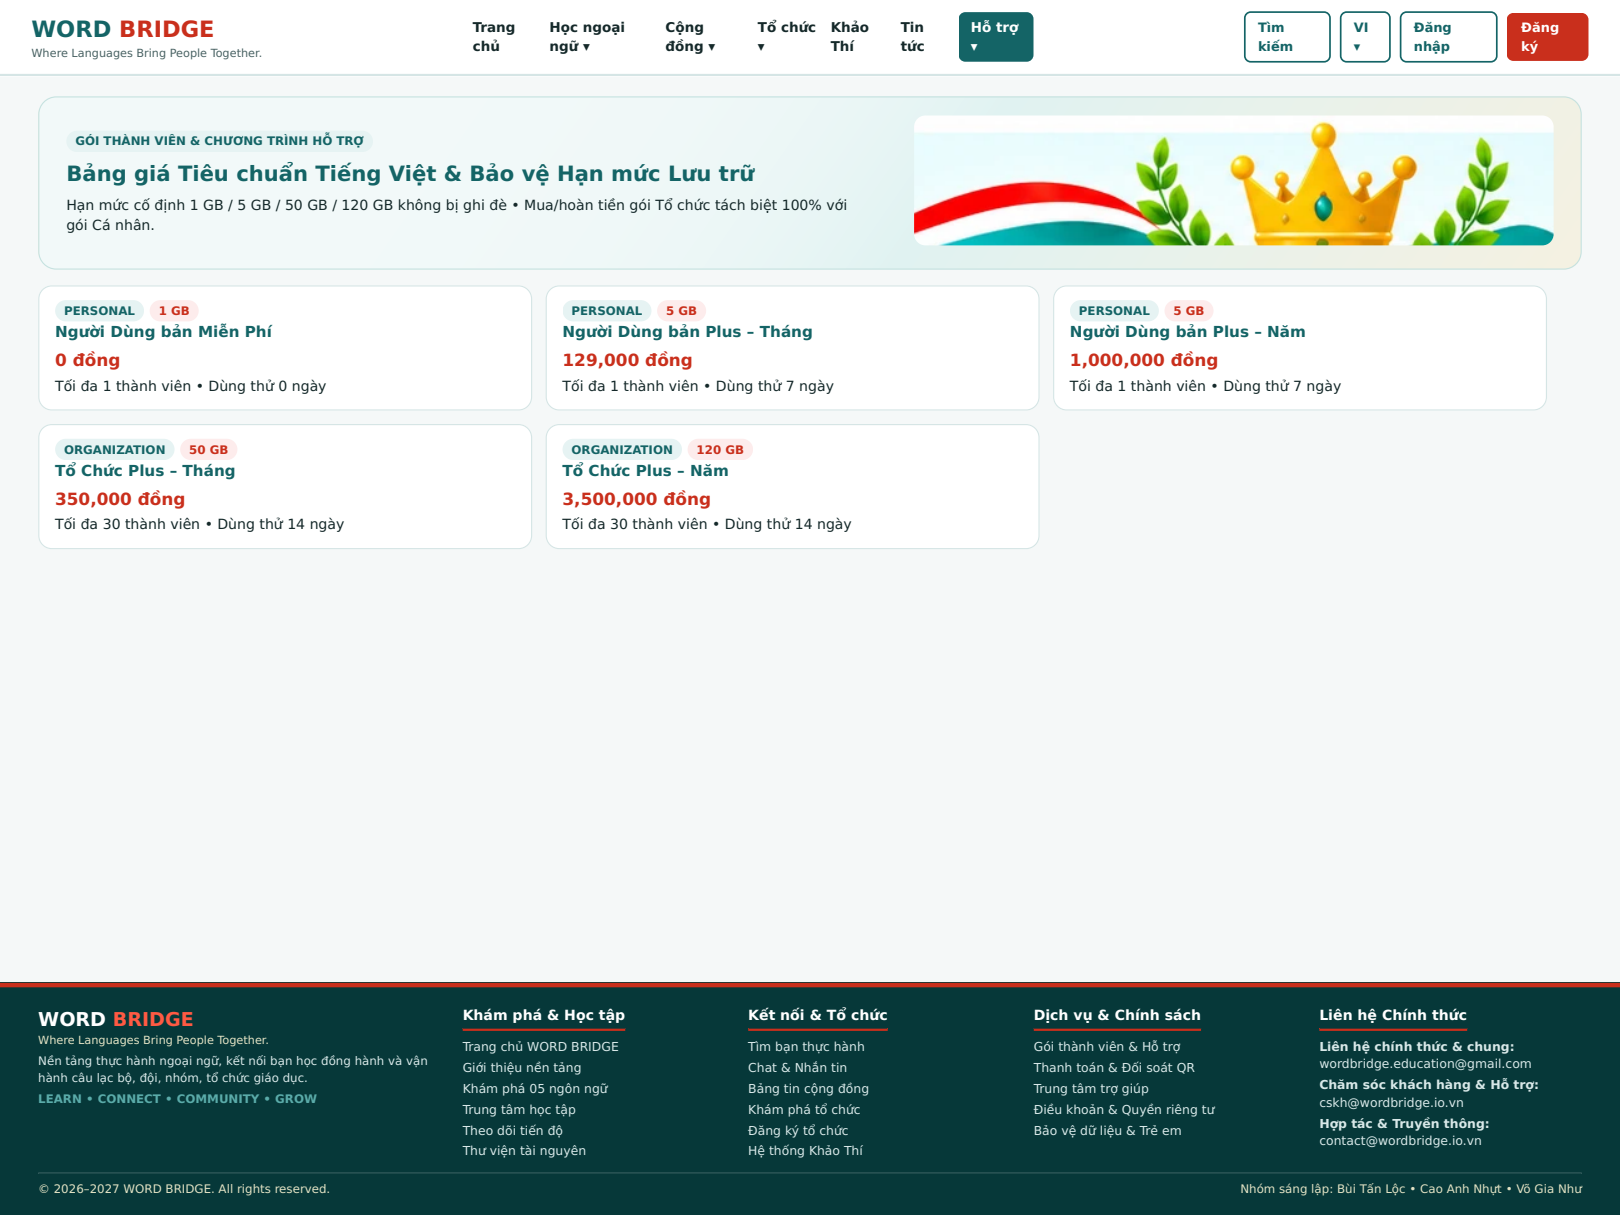 WORD BRIDGE
Where Languages Bring People Together.
Trang chủ
Học ngoại ngữ ▾
Cộng đồng ▾
Tổ chức ▾
Khảo Thí
Tin tức
Hỗ trợ ▾
Tìm kiếm
VI ▾
Đăng nhập
Đăng ký
GÓI THÀNH VIÊN & CHƯƠNG TRÌNH HỖ TRỢ
Bảng giá Tiêu chuẩn Tiếng Việt & Bảo vệ Hạn mức Lưu trữ
Hạn mức cố định 1 GB / 5 GB / 50 GB / 120 GB không bị ghi đè • Mua/hoàn tiền gói Tổ chức tách biệt 100% với
gói Cá nhân.
PERSONAL 1 GB
Người Dùng bản Miễn Phí
0 đồng
Tối đa 1 thành viên • Dùng thử 0 ngày
PERSONAL 5 GB
Người Dùng bản Plus – Tháng
129,000 đồng
Tối đa 1 thành viên • Dùng thử 7 ngày
PERSONAL 5 GB
Người Dùng bản Plus – Năm
1,000,000 đồng
Tối đa 1 thành viên • Dùng thử 7 ngày
ORGANIZATION 50 GB
Tổ Chức Plus – Tháng
350,000 đồng
Tối đa 30 thành viên • Dùng thử 14 ngày
ORGANIZATION 120 GB
Tổ Chức Plus – Năm
3,500,000 đồng
Tối đa 30 thành viên • Dùng thử 14 ngày
WORD BRIDGE
Where Languages Bring People Together.
Nền tảng thực hành ngoại ngữ, kết nối bạn học đồng hành và vận
hành câu lạc bộ, đội, nhóm, tổ chức giáo dục.
LEARN • CONNECT • COMMUNITY • GROW
Khám phá & Học tập
Trang chủ WORD BRIDGE
Giới thiệu nền tảng
Khám phá 05 ngôn ngữ
Trung tâm học tập
Theo dõi tiến độ
Thư viện tài nguyên
Kết nối & Tổ chức
Tìm bạn thực hành
Chat & Nhắn tin
Bảng tin cộng đồng
Khám phá tổ chức
Đăng ký tổ chức
Hệ thống Khảo Thí
Dịch vụ & Chính sách
Gói thành viên & Hỗ trợ
Thanh toán & Đối soát QR
Trung tâm trợ giúp
Điều khoản & Quyền riêng tư
Bảo vệ dữ liệu & Trẻ em
Liên hệ Chính thức
Liên hệ chính thức & chung:
wordbridge.education@gmail.com
Chăm sóc khách hàng & Hỗ trợ:
cskh@wordbridge.io.vn
Hợp tác & Truyền thông:
contact@wordbridge.io.vn
© 2026–2027 WORD BRIDGE. All rights reserved.
Nhóm sáng lập: Bùi Tấn Lộc • Cao Anh Nhựt • Võ Gia Như